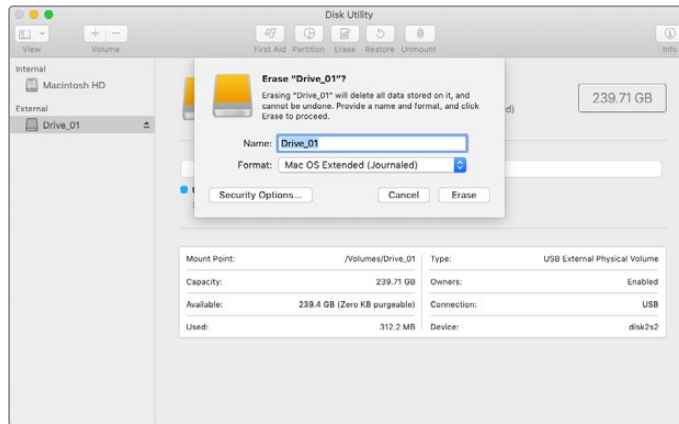 Disk Utility
View
Volume
First Aid
Partition
Erase
Restore
Unmount
Info
Internal
Macintosh HD
External
Drive_01
Erase "Drive_01"?
Erasing "Drive_01" will delete all data stored on it, and
cannot be undone. Provide a name and format, and click
Erase to proceed.
Name: Drive_01
Format: Mac OS Extended (Journaled)
Security Options...
Cancel
Erase
d)
239.71 GB
Mount Point: /Volumes/Drive_01
Type: USB External Physical Volume
Capacity: 239.71 GB
Owners: Enabled
Available: 239.4 GB (Zero KB purgeable)
Connection: USB
Used: 312.2 MB
Device: disk2s2